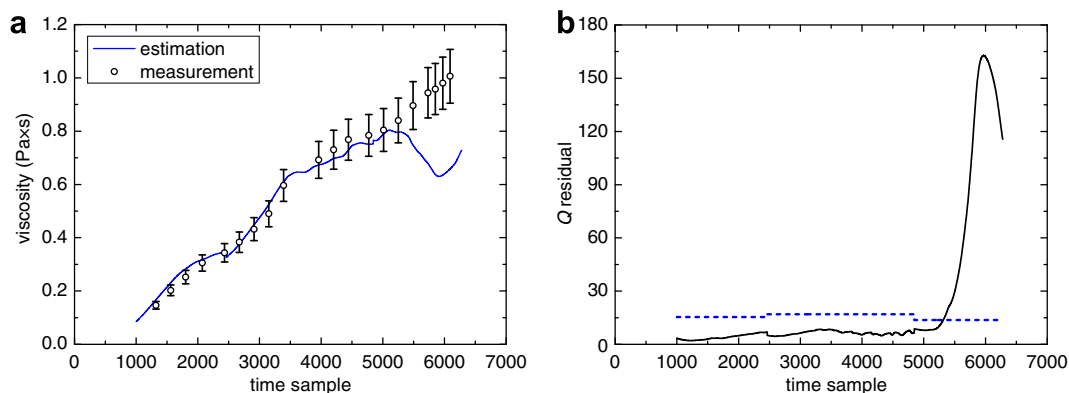 a
1.2
1.0
0.8
0.6
0.4
0.2
0.0
viscosity (Pa×s)
estimation
measurement
0 1000 2000 3000 4000 5000 6000 7000
time sample
b
180
150
120
90
60
30
0
Q residual
0 1000 2000 3000 4000 5000 6000 7000
time sample